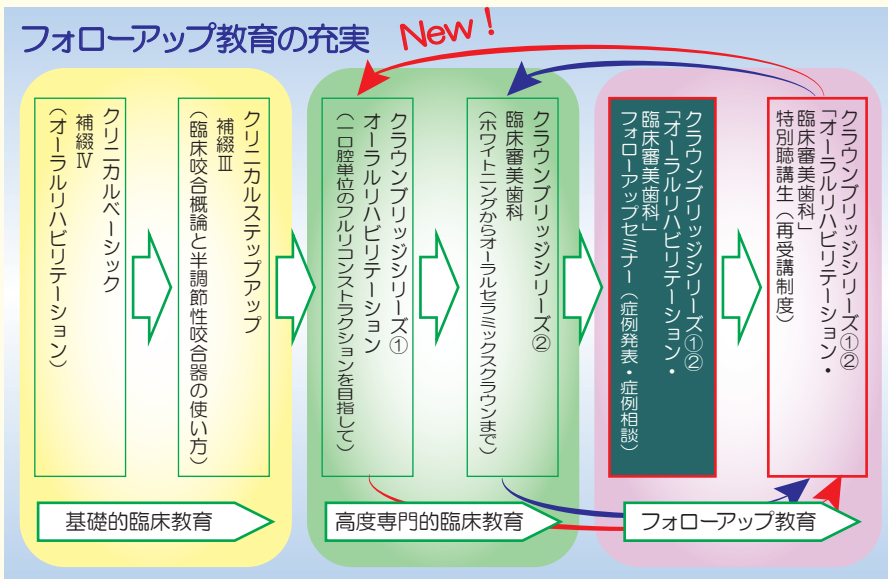 フォローアップ教育の充実
New!
クリニカルベーシック
補綴Ⅳ
(オーラルリハビリテーション)
クリニカルステップアップ
補綴Ⅲ
(臨床咬合概論と半調節性咬合器の使い方)
クラウンブリッジシリーズ①
オーラルリハビリテーション
(一口腔単位のフルリコンストラクションを目指して)
クラウンブリッジシリーズ②
臨床審美歯科
(ホワイトニングからオーラルセラミックスクラウンまで)
クラウンブリッジシリーズ①②
「オーラルリハビリテーション・
臨床審美歯科」
フォローアップセミナー(症例発表・症例相談)
クラウンブリッジシリーズ①②
「オーラルリハビリテーション・
臨床審美歯科」
特別聴講生(再受講制度)
基礎的臨床教育
高度専門的臨床教育
フォローアップ教育